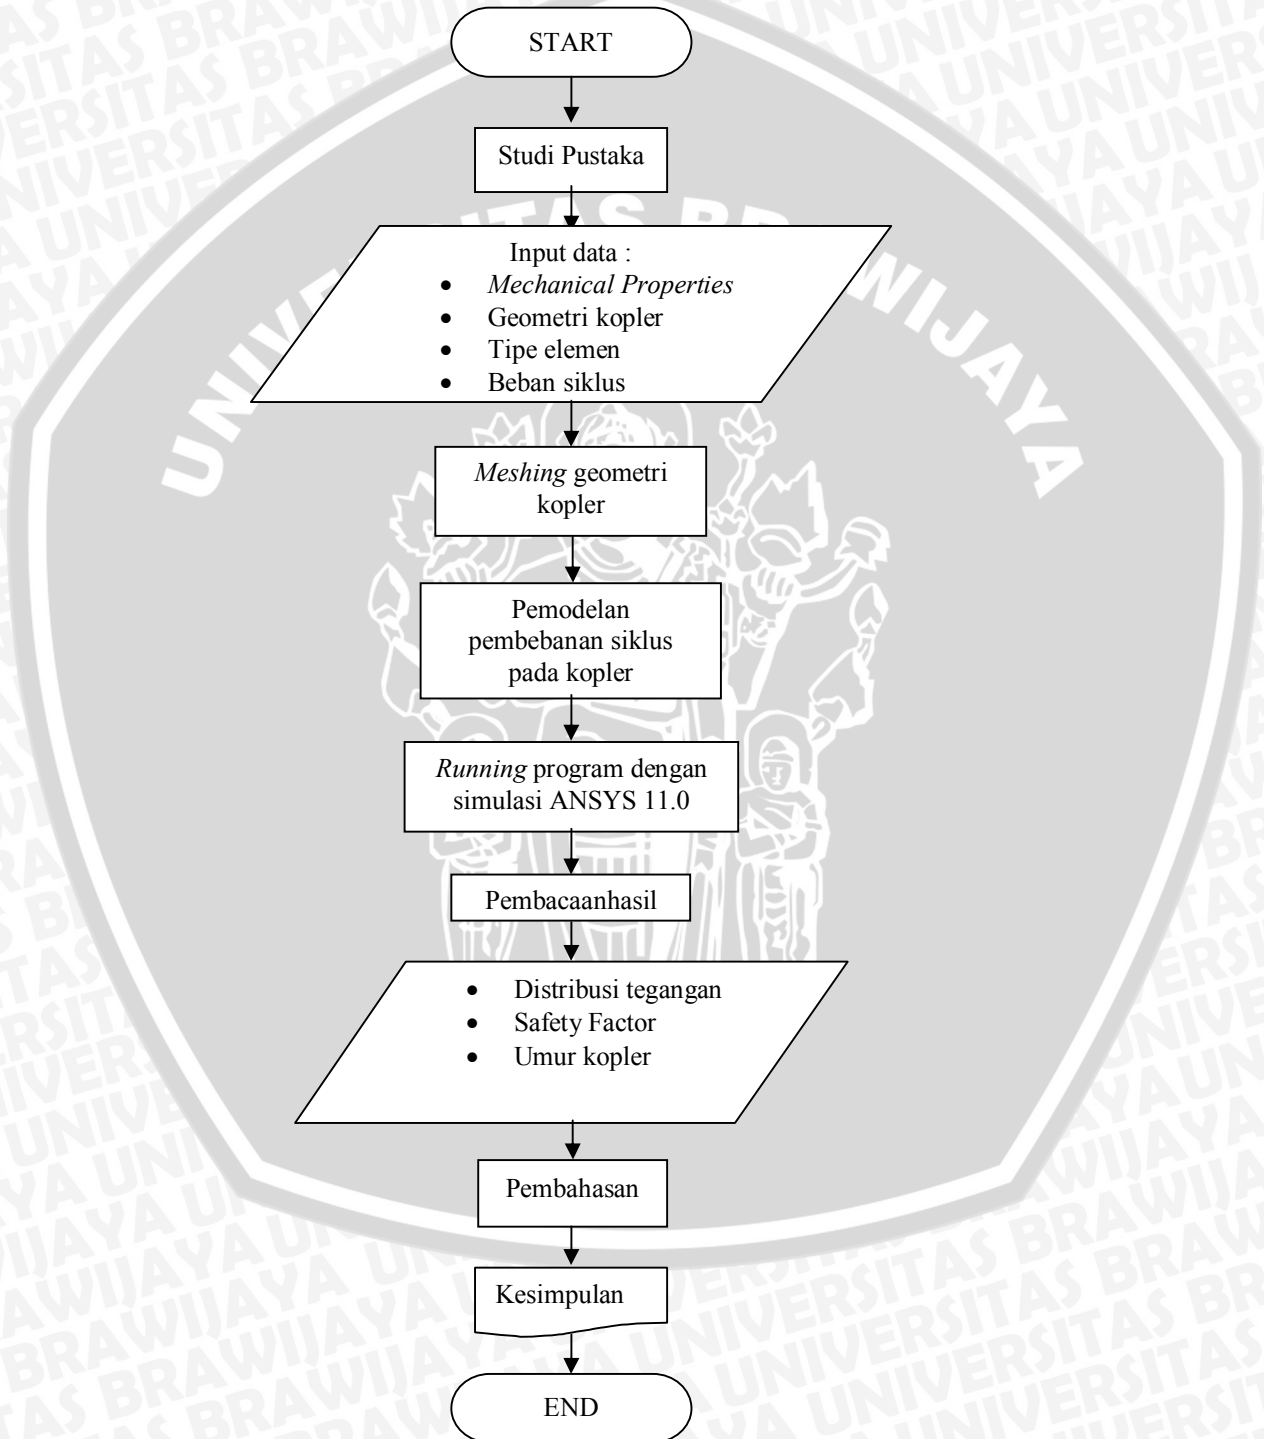 START
Studi Pustaka
Input data :
• Mechanical Properties
• Geometri kopler
• Tipe elemen
• Beban siklus
Meshing geometri
kopler
Pemodelan
pembebanan siklus
pada kopler
Running program dengan
simulasi ANSYS 11.0
Pembacaanhasil
• Distribusi tegangan
• Safety Factor
• Umur kopler
Pembahasan
Kesimpulan
END